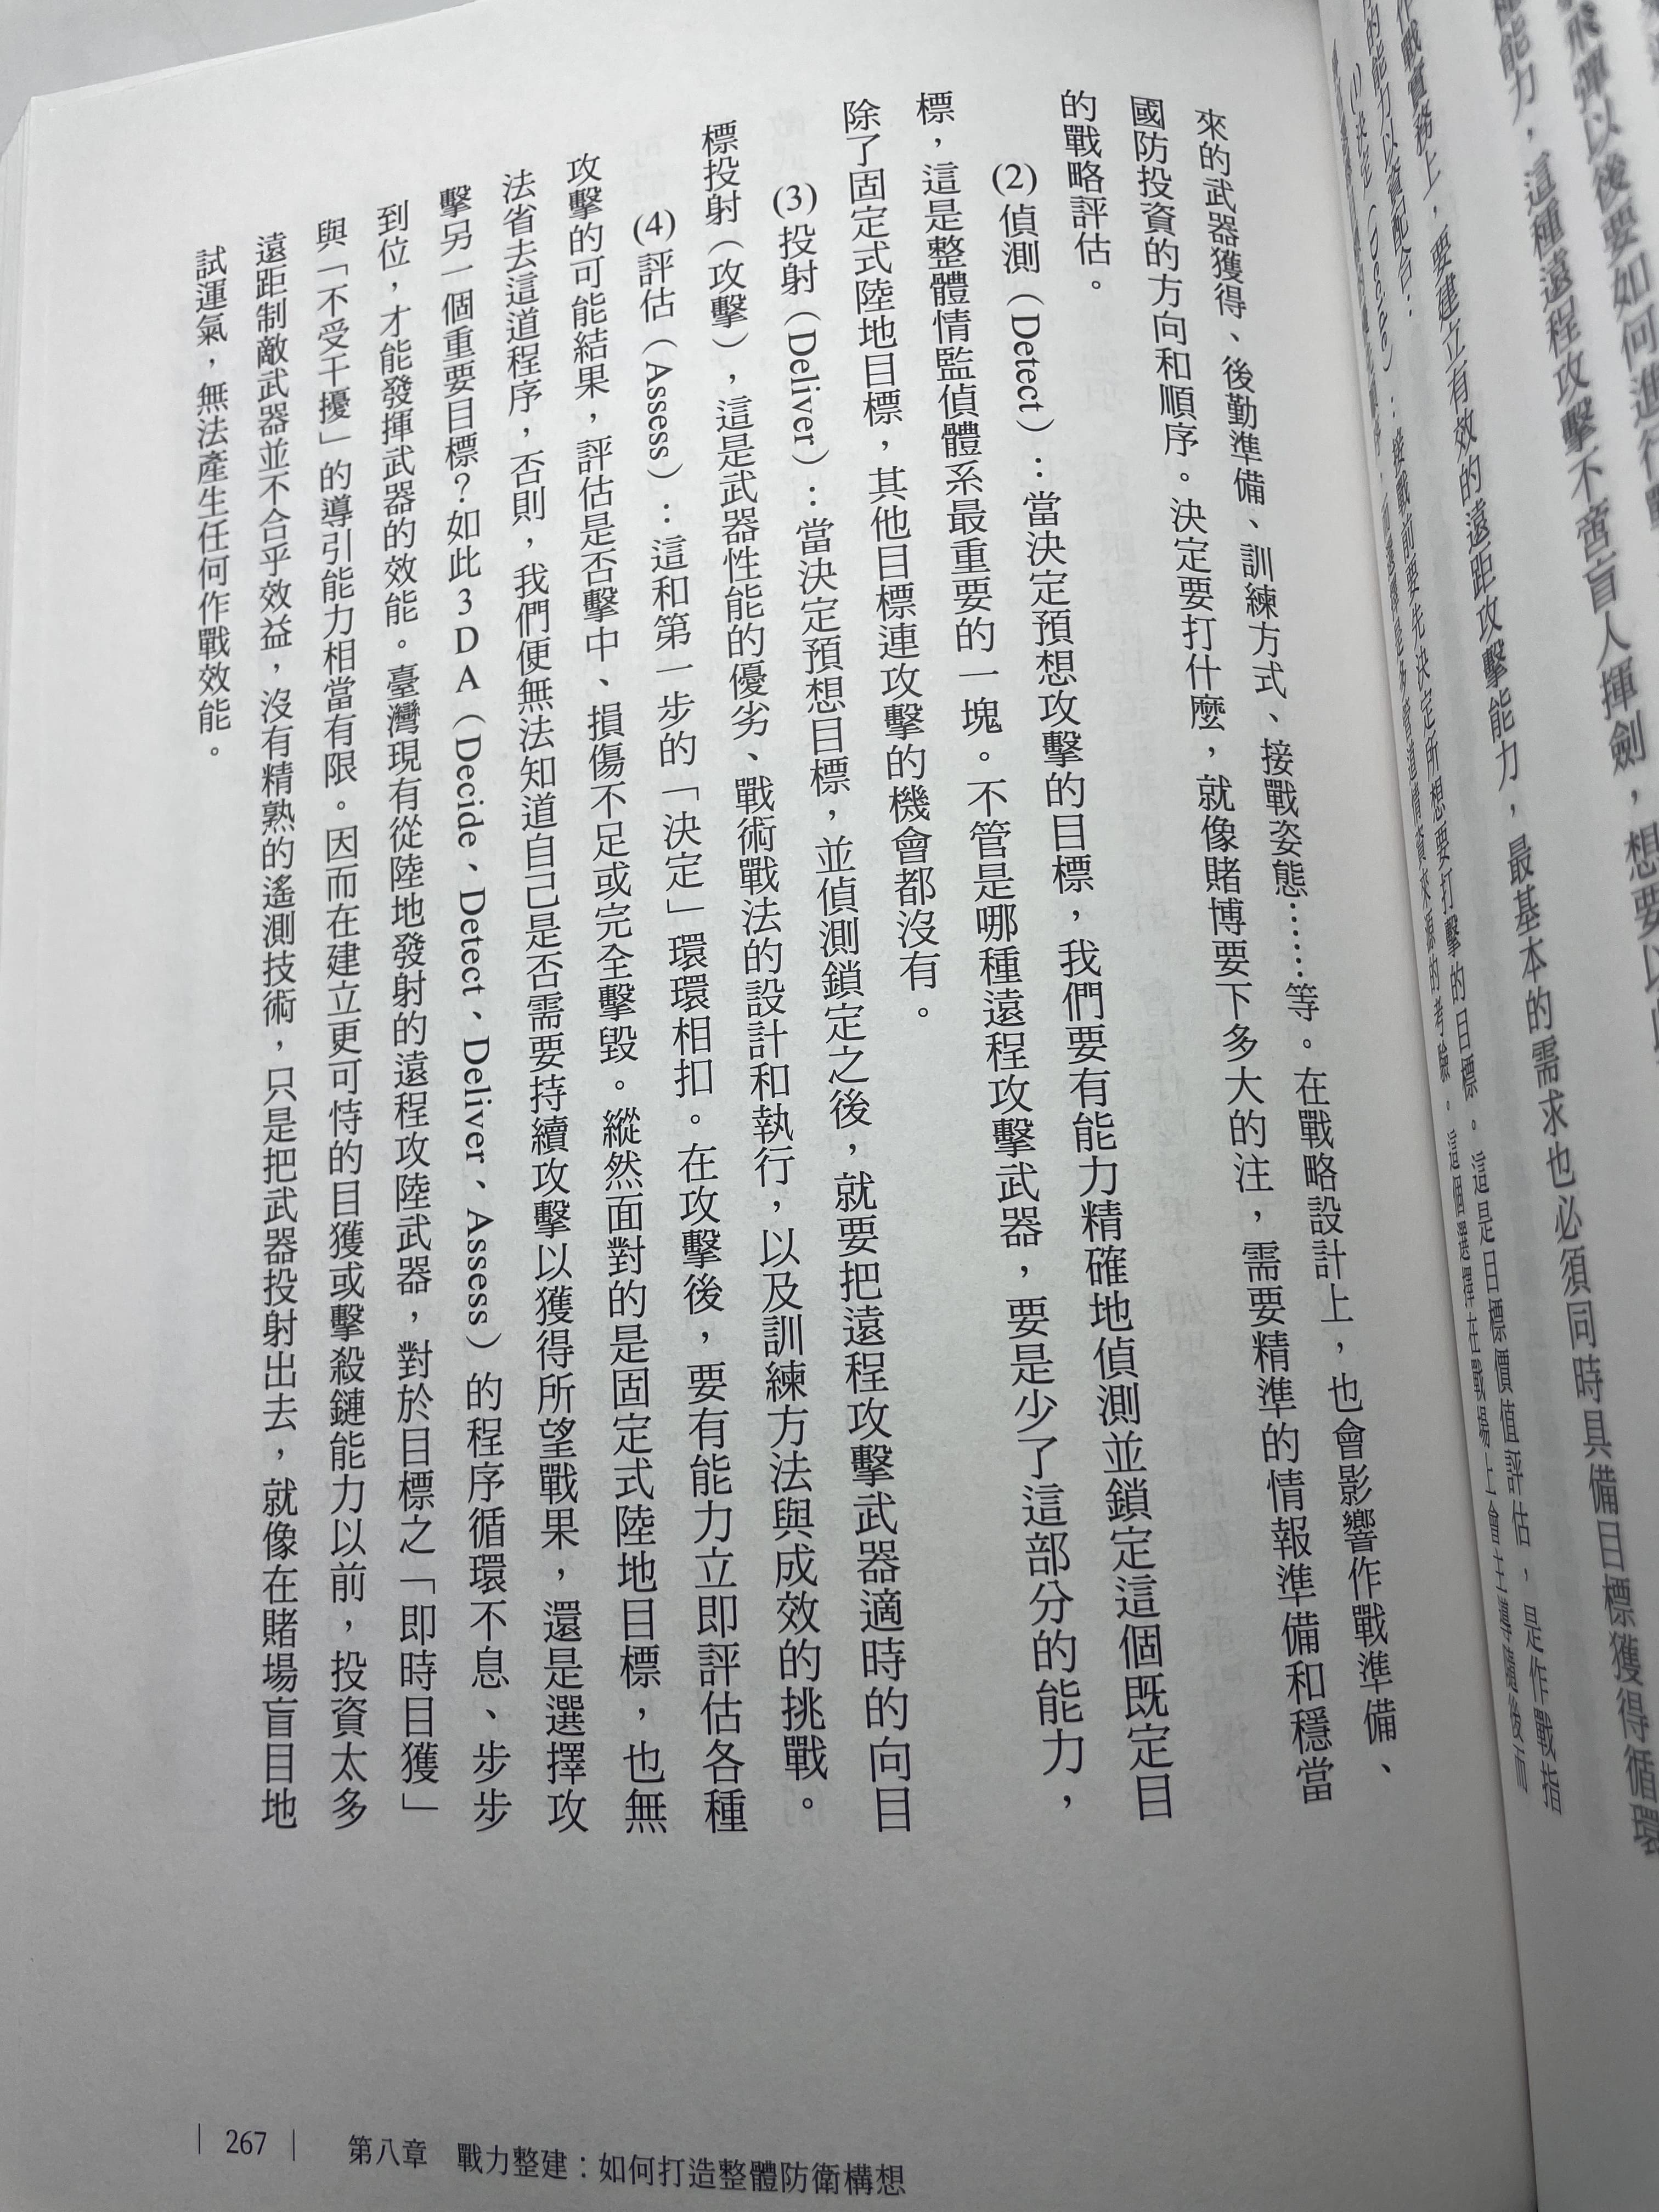 飛彈以後要如何進行
種能力，這種遠程攻擊不啻盲人揮劍，想要以
作戰實務上，要建立有效的遠距攻擊能力，最基本的需求也必須同時具備目標獲得循環
的能力以資配合：
(1)決定（Decide）：接戰前要先決定所想要打擊的目標。這是目標價值評估，是作戰指
而選擇是多管道情資來源的考驗。這個選擇在戰場上會主導隨後而
來的武器獲得、後勤準備、訓練方式、接戰姿態……等。在戰略設計上，也會影響作戰準備、
國防投資的方向和順序。決定要打什麼，就像賭博要下多大的注，需要精準的情報準備和穩當
的戰略評估。
(2)偵測（Detect）：當決定預想攻擊的目標，我們要有能力精確地偵測並鎖定這個既定目
標，這是整體情監偵體系最重要的一塊。不管是哪種遠程攻擊武器，要是少了這部分的能力，
除了固定式陸地目標，其他目標連攻擊的機會都沒有。
(3)投射（Deliver）：當決定預想目標，並偵測鎖定之後，就要把遠程攻擊武器適時的向目
標投射（攻擊），這是武器性能的優劣、戰術戰法的設計和執行，以及訓練方法與成效的挑戰。
(4)評估（Assess）：這和第一步的「決定」環環相扣。在攻擊後，要有能力立即評估各種
攻擊的可能結果，評估是否擊中、損傷不足或完全擊毀。縱然面對的是固定式陸地目標，也無
法省去這道程序，否則，我們便無法知道自己是否需要持續攻擊以獲得所望戰果，還是選擇攻
擊另一個重要目標？如此3DA（Decide、Detect、Deliver、Assess）的程序循環不息、步步
到位，才能發揮武器的效能。臺灣現有從陸地發射的遠程攻陸武器，對於目標之「即時目獲」
與「不受干擾」的導引能力相當有限。因而在建立更可恃的目獲或擊殺鏈能力以前，投資太多
遠距制敵武器並不合乎效益，沒有精熟的遙測技術，只是把武器投射出去，就像在賭場盲目地
試運氣，無法產生任何作戰效能。
267 第八章　戰力整建：如何打造整體防衛構想